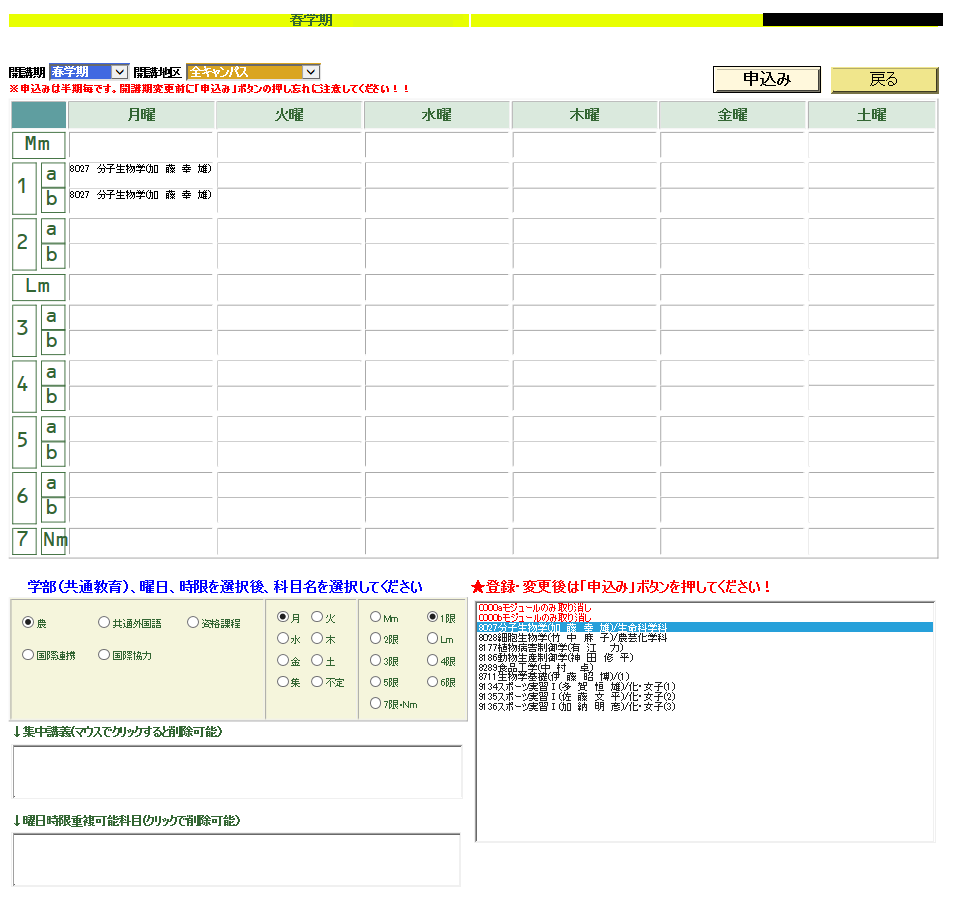 春学期
開講期 春学期 開講地区 全キャンパス
申込み 戻る
※申込みは半期毎です。開講期変更前に「申込み」ボタンの押し忘れに注意してください！！
月曜 火曜 水曜 木曜 金曜 土曜
Mm
1 a 8027 分子生物学(加 藤 幸 雄)
b 8027 分子生物学(加 藤 幸 雄)
2 a
b
Lm
3 a
b
4 a
b
5 a
b
6 a
b
7 Nm
学部(共通教育)、曜日、時限を選択後、科目名を選択してください
農 共通外国語 資格課程
国際連携 国際協力
月 火
水 木
金 土
集 不定
Mm 1限
2限 Lm
3限 4限
5限 6限
7限・Nm
↓集中講義(マウスでクリックすると削除可能)
↓曜日時限重複可能科目(クリックで削除可能)
★登録・変更後は「申込み」ボタンを押してください！
0000aモジュールのみ取り消し
0000bモジュールのみ取り消し
8027分子生物学(加 藤 幸 雄)/生命科学科
8028細胞生物学(竹 中 麻 子)/農芸化学科
8177植物病害制御学(有 江 力)
8186動物生産制御学(神 田 修 平)
8289食品工学(中 村 卓)
8711生物学基礎(伊 藤 昭 博)/(1)
9134スポーツ実習Ⅰ(多 賀 恒 雄)/化・女子(1)
9135スポーツ実習Ⅰ(佐 藤 文 平)/化・女子(2)
9136スポーツ実習Ⅰ(加 納 明 彦)/化・女子(3)